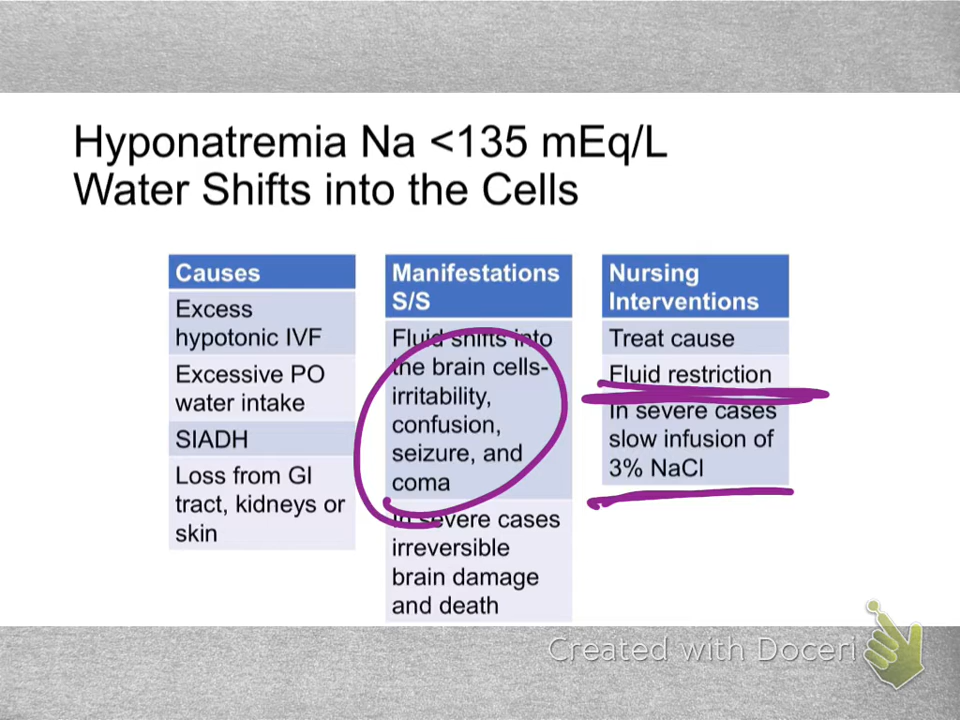 Hyponatremia Na <135 mEq/L
Water Shifts into the Cells
Causes
Excess
hypotonic IVF
Excessive PO
water intake
SIADH
Loss from GI
tract, kidneys or
skin
Manifestations
S/S
Fluid shifts into
the brain cells-
irritability,
confusion,
seizure, and
coma
In severe cases
irreversible
brain damage
and death
Nursing
Interventions
Treat cause
Fluid restriction
In severe cases
slow infusion of
3% NaCl
Created with Doceri